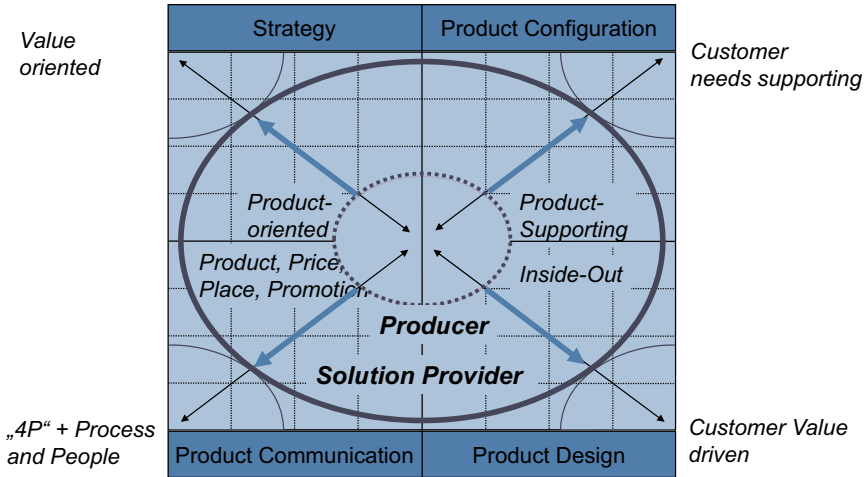 Strategy
Product Configuration
Value
oriented
Customer
needs supporting
Product-
oriented
Product-
Supporting
Product, Price,
Place, Promotion
Inside-Out
Producer
Solution Provider
„4P“ + Process
and People
Customer Value
driven
Product Communication
Product Design